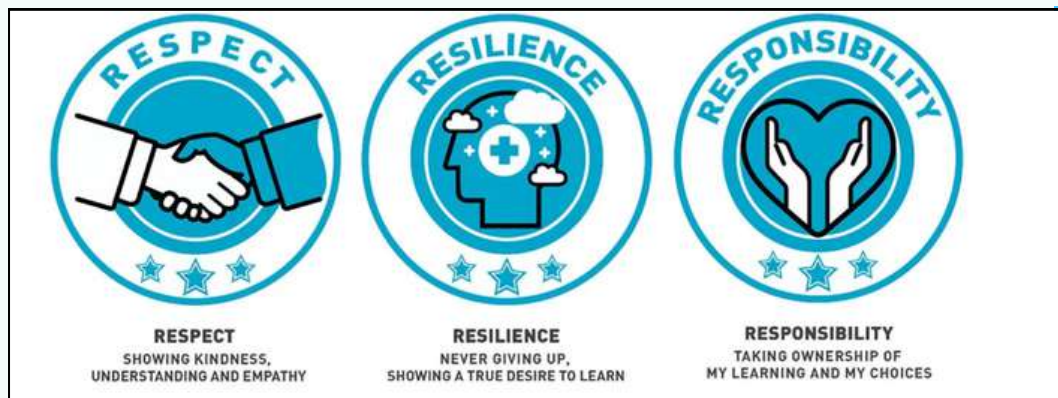 RESPECT
RESILIENCE
RESPONSIBILITY
RESPECT
SHOWING KINDNESS,
UNDERSTANDING AND EMPATHY
RESILIENCE
NEVER GIVING UP,
SHOWING A TRUE DESIRE TO LEARN
RESPONSIBILITY
TAKING OWNERSHIP OF
MY LEARNING AND MY CHOICES